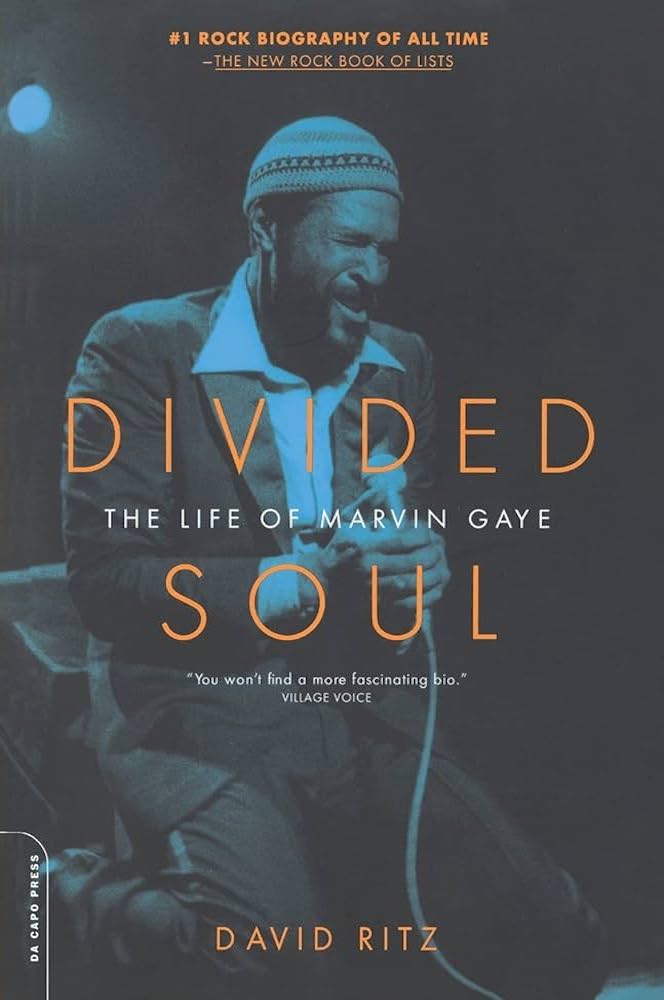 #1 ROCK BIOGRAPHY OF ALL TIME
–THE NEW ROCK BOOK OF LISTS
DIVIDED
THE LIFE OF MARVIN GAYE
SOUL
“You won’t find a more fascinating bio.”
VILLAGE VOICE
DA CAPO PRESS
DAVID RITZ